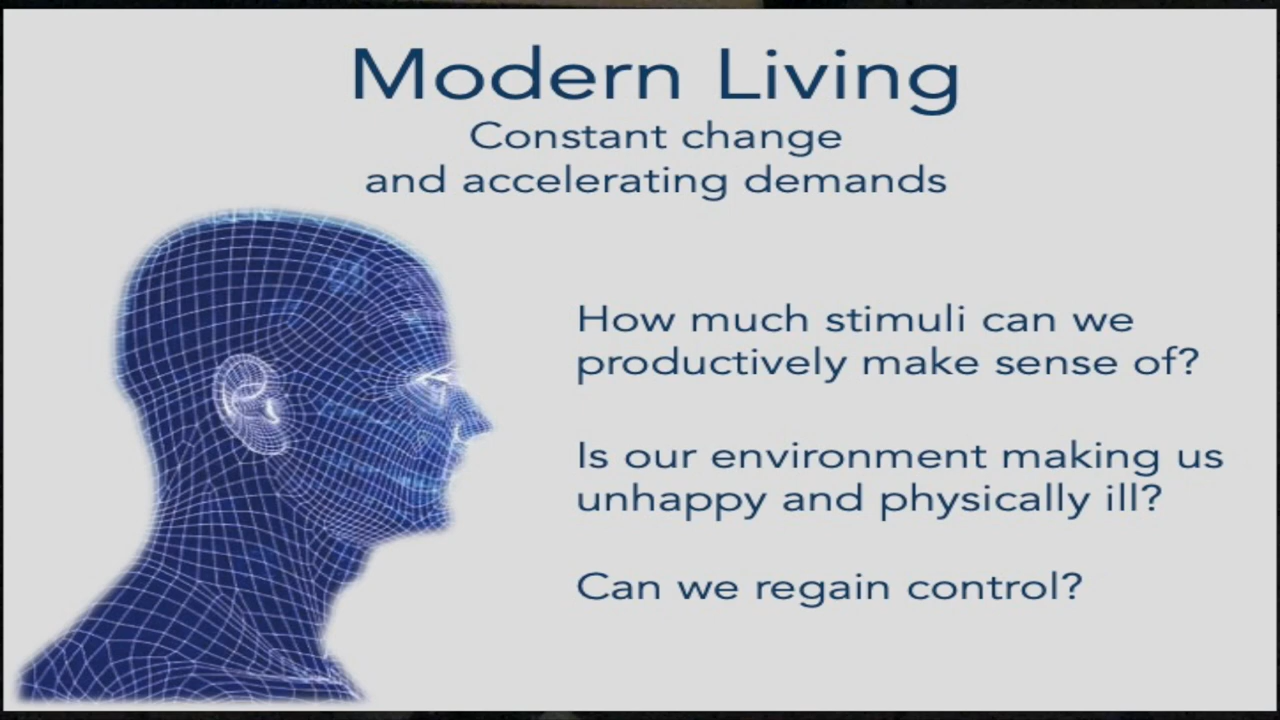 Modern Living
Constant change
and accelerating demands
How much stimuli can we
productively make sense of?
Is our environment making us
unhappy and physically ill?
Can we regain control?